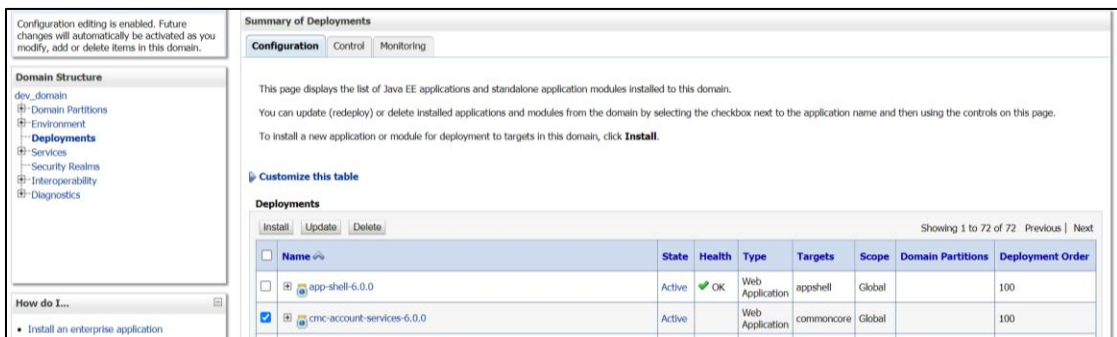 Configuration editing is enabled. Future
changes will automatically be activated as you
modify, add or delete items in this domain.
Domain Structure
dev_domain
Domain Partitions
Environment
Deployments
Services
Security Realms
Interoperability
Diagnostics
How do I...
Install an enterprise application
Summary of Deployments
Configuration Control Monitoring
This page displays the list of Java EE applications and standalone application modules installed to this domain.
You can update (redeploy) or delete installed applications and modules from the domain by selecting the checkbox next to the application name and then using the controls on this page.
To install a new application or module for deployment to targets in this domain, click Install.
Customize this table
Deployments
Install Update Delete Showing 1 to 72 of 72 Previous | Next
Name State Health Type Targets Scope Domain Partitions Deployment Order
app-shell-6.0.0 Active OK Web Application appshell Global 100
cmc-account-services-6.0.0 Active Web Application commoncore Global 100